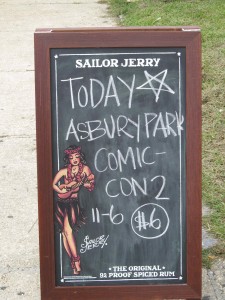 SAILOR JERRY
TODAY
ASBURY PARK
COMIC-
CON 2
11-6 $6
Sailor Jerry
• THE ORIGINAL •
92 PROOF SPICED RUM